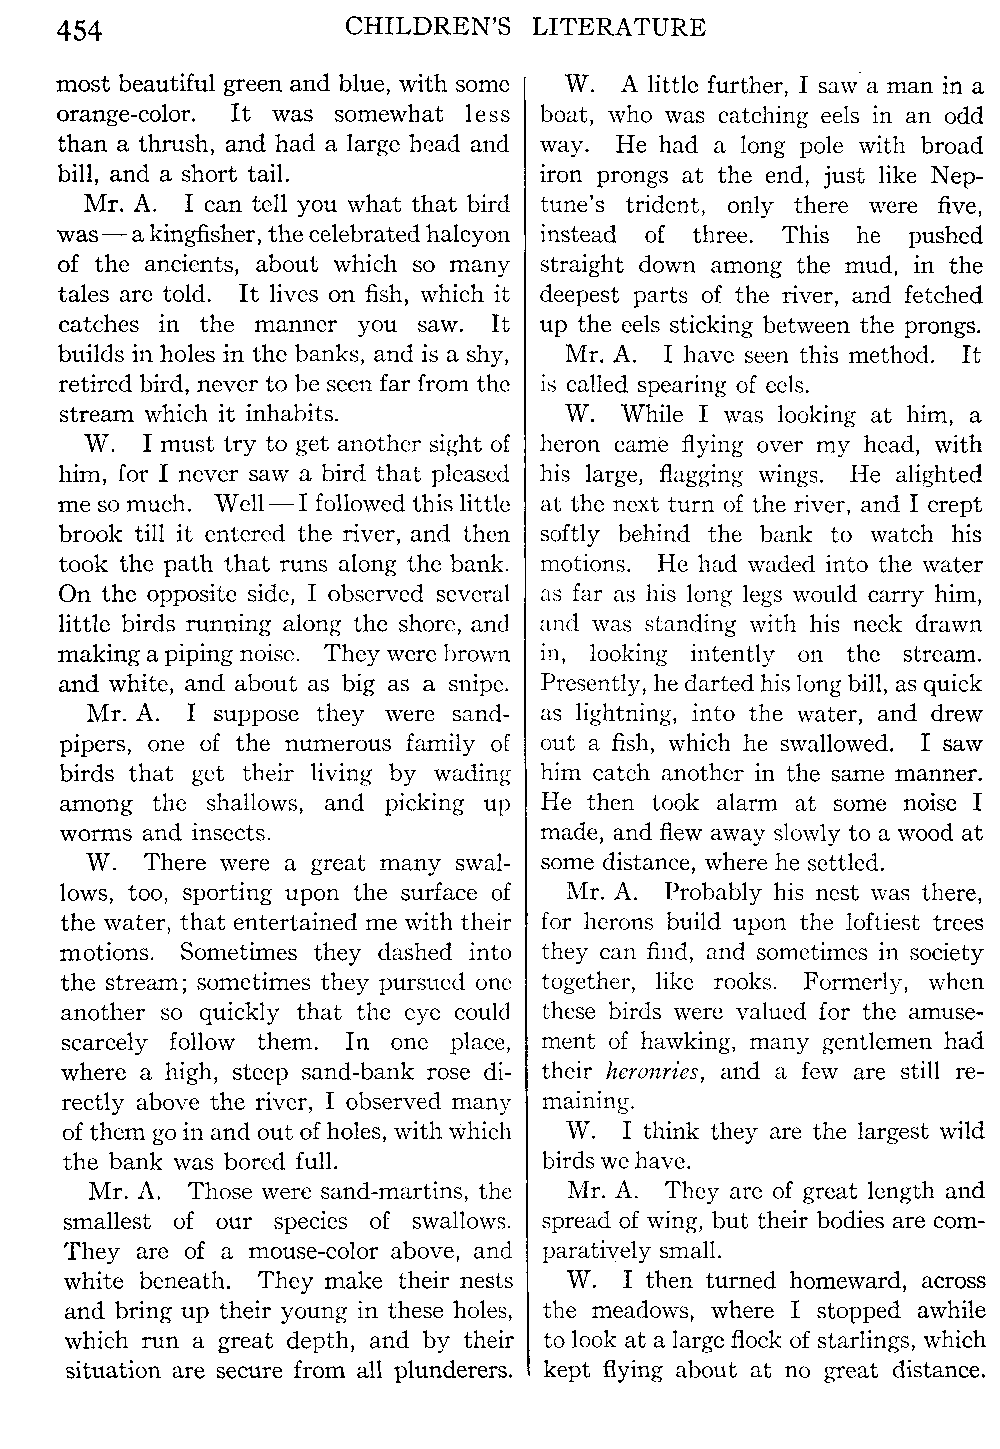 454
CHILDREN'S LITERATURE
most beautiful green and blue, with some
orange-color. It was somewhat less
than a thrush, and had a large head and
bill, and a short tail.
Mr. A. I can tell you what that bird
was—a kingfisher, the celebrated halcyon
of the ancients, about which so many
tales are told. It lives on fish, which it
catches in the manner you saw. It
builds in holes in the banks, and is a shy,
retired bird, never to be seen far from the
stream which it inhabits.
W. I must try to get another sight of
him, for I never saw a bird that pleased
me so much. Well—I followed this little
brook till it entered the river, and then
took the path that runs along the bank.
On the opposite side, I observed several
little birds running along the shore, and
making a piping noise. They were brown
and white, and about as big as a snipe.
Mr. A. I suppose they were sand-
pipers, one of the numerous family of
birds that get their living by wading
among the shallows, and picking up
worms and insects.
W. There were a great many swal-
lows, too, sporting upon the surface of
the water, that entertained me with their
motions. Sometimes they dashed into
the stream; sometimes they pursued one
another so quickly that the eye could
scarcely follow them. In one place,
where a high, steep sand-bank rose di-
rectly above the river, I observed many
of them go in and out of holes, with which
the bank was bored full.
Mr. A. Those were sand-martins, the
smallest of our species of swallows.
They are of a mouse-color above, and
white beneath. They make their nests
and bring up their young in these holes,
which run a great depth, and by their
situation are secure from all plunderers.
W. A little further, I saw a man in a
boat, who was catching eels in an odd
way. He had a long pole with broad
iron prongs at the end, just like Nep-
tune's trident, only there were five,
instead of three. This he pushed
straight down among the mud, in the
deepest parts of the river, and fetched
up the eels sticking between the prongs.
Mr. A. I have seen this method. It
is called spearing of eels.
W. While I was looking at him, a
heron came flying over my head, with
his large, flagging wings. He alighted
at the next turn of the river, and I crept
softly behind the bank to watch his
motions. He had waded into the water
as far as his long legs would carry him,
and was standing with his neck drawn
in, looking intently on the stream.
Presently, he darted his long bill, as quick
as lightning, into the water, and drew
out a fish, which he swallowed. I saw
him catch another in the same manner.
He then took alarm at some noise I
made, and flew away slowly to a wood at
some distance, where he settled.
Mr. A. Probably his nest was there,
for herons build upon the loftiest trees
they can find, and sometimes in society
together, like rooks. Formerly, when
these birds were valued for the amuse-
ment of hawking, many gentlemen had
their heronries, and a few are still re-
maining.
W. I think they are the largest wild
birds we have.
Mr. A. They are of great length and
spread of wing, but their bodies are com-
paratively small.
W. I then turned homeward, across
the meadows, where I stopped awhile
to look at a large flock of starlings, which
kept flying about at no great distance.